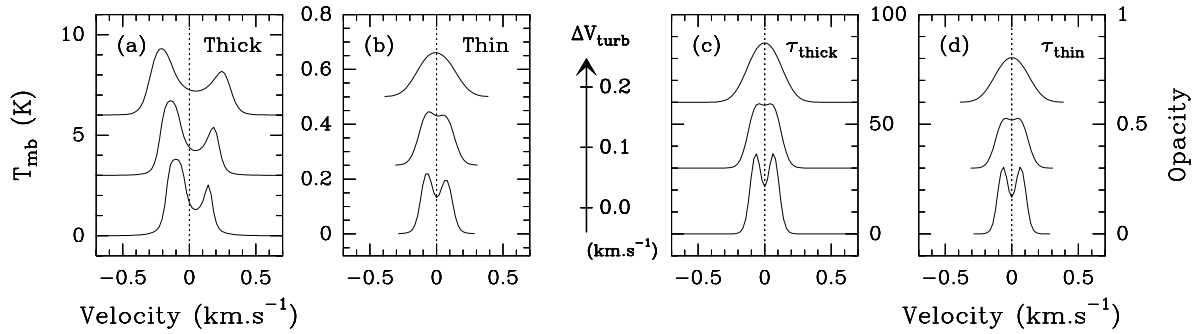 (a) Thick
(b) Thin
ΔV_turb
(c) τ_thick
(d) τ_thin
T_mb (K)
10
5
0
0.8
0.6
0.4
0.2
0
0.2
0.1
0.0
(km.s⁻¹)
100
50
0
1
0.5
0
Opacity
−0.5 0 0.5
−0.5 0 0.5
−0.5 0 0.5
−0.5 0 0.5
Velocity (km.s⁻¹)
Velocity (km.s⁻¹)